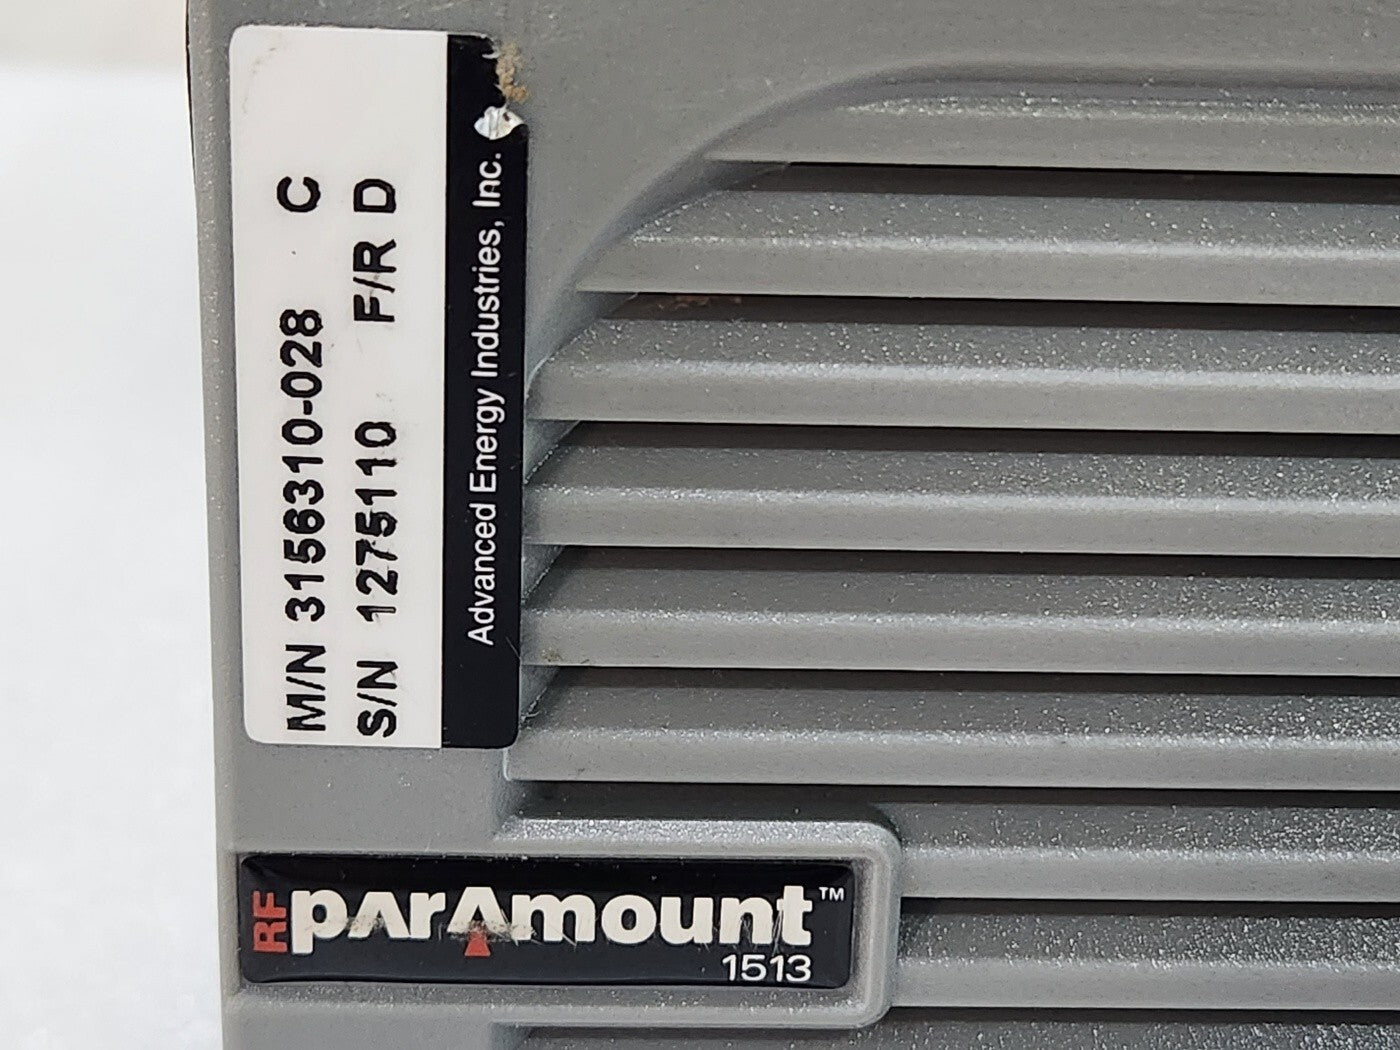 M/N 3156310-028 C
S/N 1275110 F/R D
Advanced Energy Industries, Inc.
RF parAmount™
1513